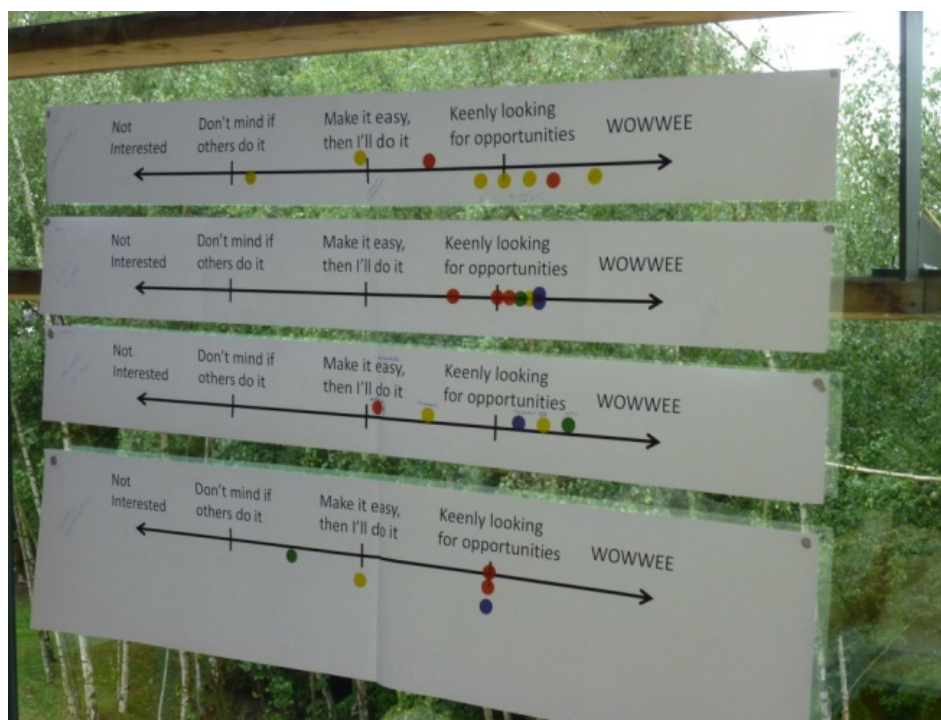 Not
Interested
Don't mind if
others do it
Make it easy,
then I'll do it
Keenly looking
for opportunities
WOWWEE
Not
Interested
Don't mind if
others do it
Make it easy,
then I'll do it
Keenly looking
for opportunities
WOWWEE
Not
Interested
Don't mind if
others do it
Make it easy,
then I'll do it
Keenly looking
for opportunities
WOWWEE
Not
Interested
Don't mind if
others do it
Make it easy,
then I'll do it
Keenly looking
for opportunities
WOWWEE